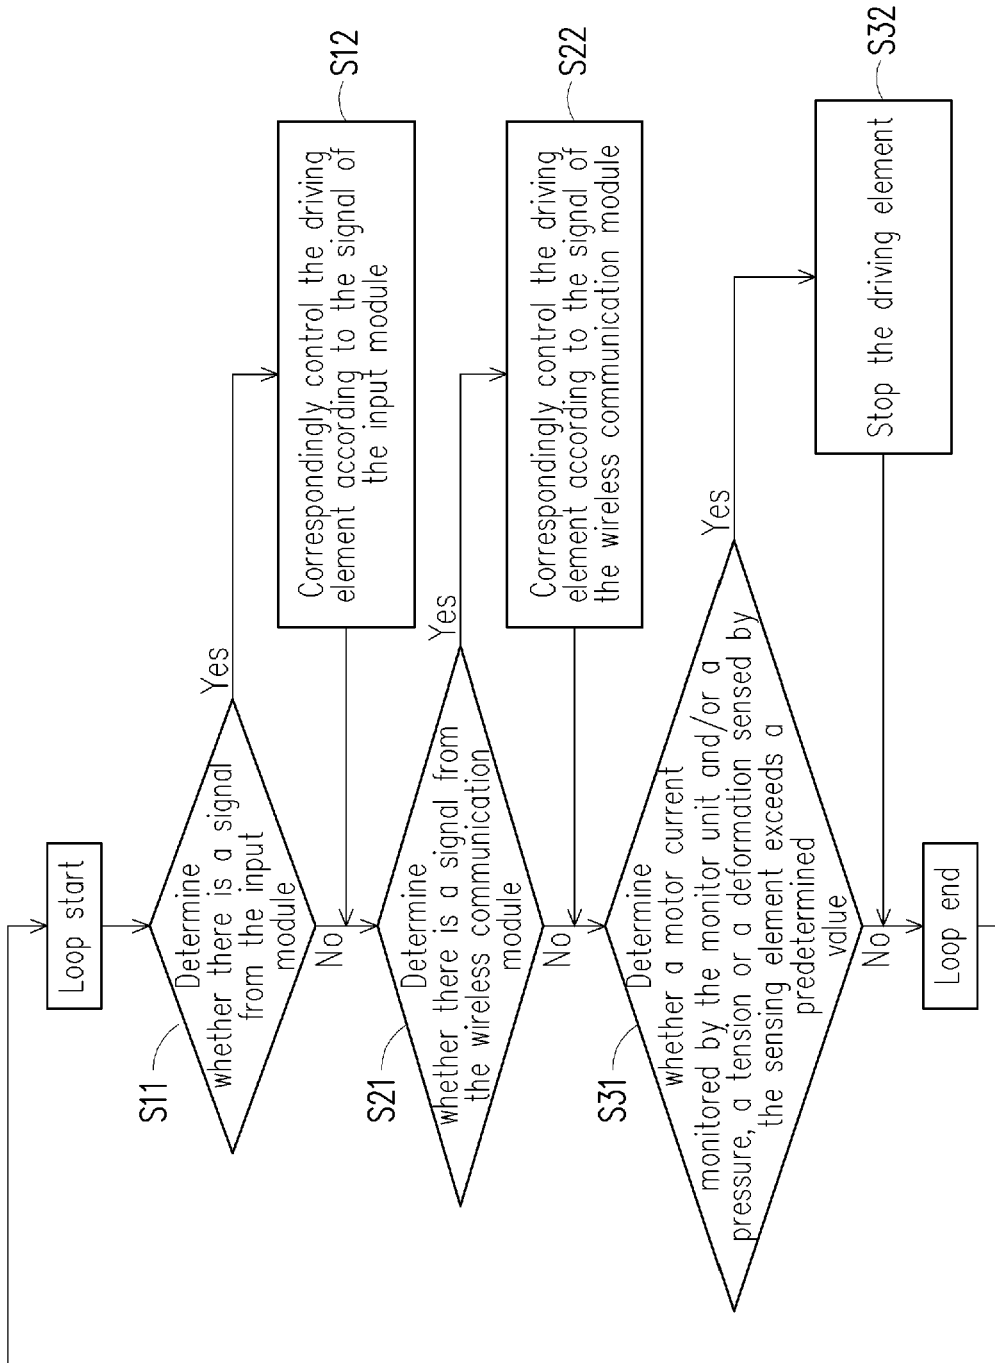 Loop start
S11
Determine
whether there is a signal
from the input
module
Yes
No
S12
Correspondingly control the driving
element according to the signal of
the input module
S21
Determine
whether there is a signal from
the wireless communication
module
Yes
No
S22
Correspondingly control the driving
element according to the signal of
the wireless communication module
S31
Determine
whether a motor current
monitored by the monitor unit and/or a
pressure, a tension or a deformation sensed by
the sensing element exceeds a
predetermined
value
Yes
No
S32
Stop the driving element
Loop end